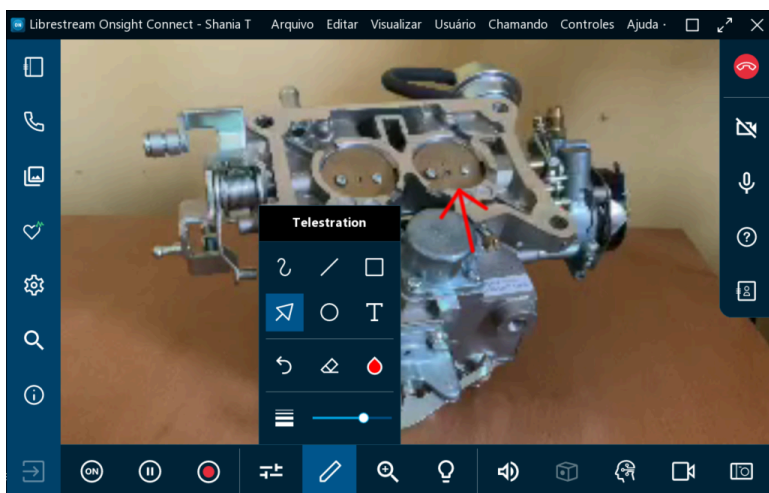 Librestream Onsight Connect - Shania T Arquivo Editar Visualizar Usuário Chamando Controles Ajuda
Telestration
T
ON